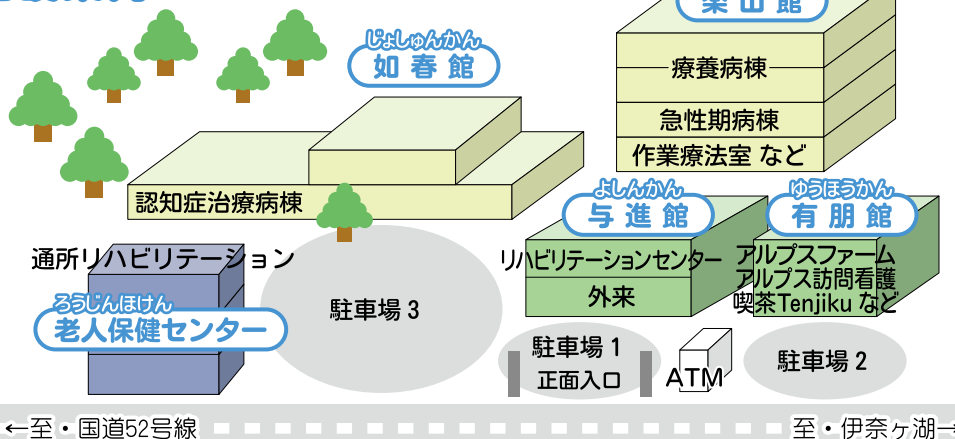 楽山館
療養病棟
急性期病棟
作業療法室 など
じょしゅんかん
如春館
認知症治療病棟
よしんかん
与進館
リハビリテーションセンター
外来
ゆうほうかん
有朋館
アルプスファーム
アルプス訪問看護
喫茶Tenjiku など
通所リハビリテーション
ろうじんほけん
老人保健センター
駐車場 3
駐車場 1
正面入口
ATM
駐車場 2
←至・国道52号線
至・伊奈ヶ湖→